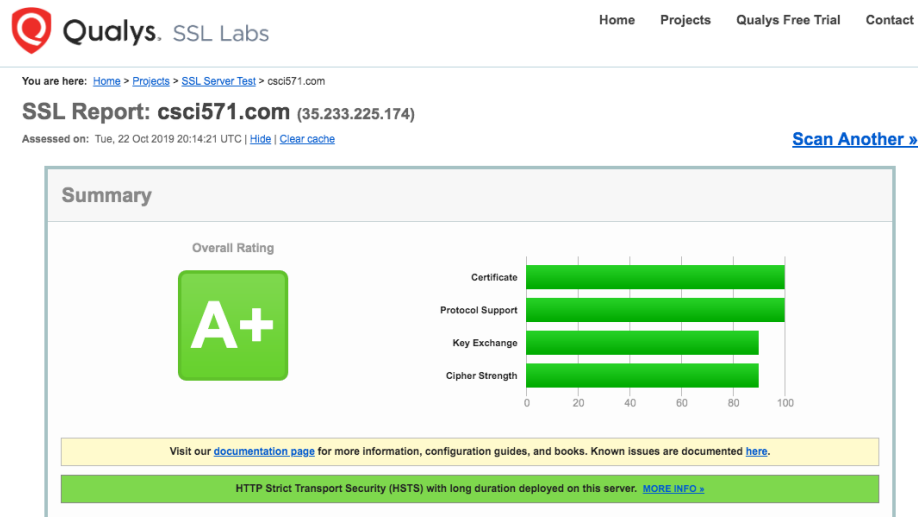 Qualys. SSL Labs
Home Projects Qualys Free Trial Contact
You are here: Home > Projects > SSL Server Test > csci571.com
SSL Report: csci571.com (35.233.225.174)
Assessed on: Tue, 22 Oct 2019 20:14:21 UTC | Hide | Clear cache
Scan Another »
Summary
Overall Rating
A+
Certificate
Protocol Support
Key Exchange
Cipher Strength
0 20 40 60 80 100
Visit our documentation page for more information, configuration guides, and books. Known issues are documented here.
HTTP Strict Transport Security (HSTS) with long duration deployed on this server. MORE INFO »